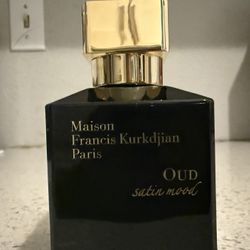 Maison
Francis Kurkdjian
Paris
OUD
satin mood